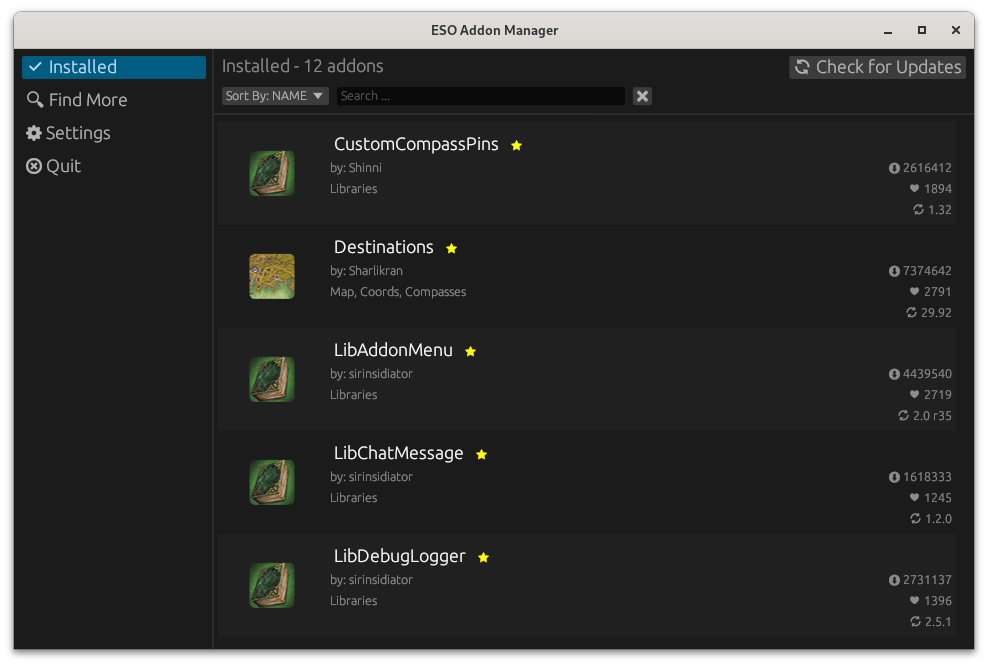 ESO Addon Manager
Installed
Find More
Settings
Quit
Installed - 12 addons
Check for Updates
Sort By: NAME
Search ...
CustomCompassPins
by: Shinni
2616412
Libraries
1894
1.32
Destinations
by: Sharlikran
7374642
Map, Coords, Compasses
2791
29.92
LibAddonMenu
by: sirinsidiator
4439540
Libraries
2719
2.0 r35
LibChatMessage
by: sirinsidiator
1618333
Libraries
1245
1.2.0
LibDebugLogger
by: sirinsidiator
2731137
Libraries
1396
2.5.1